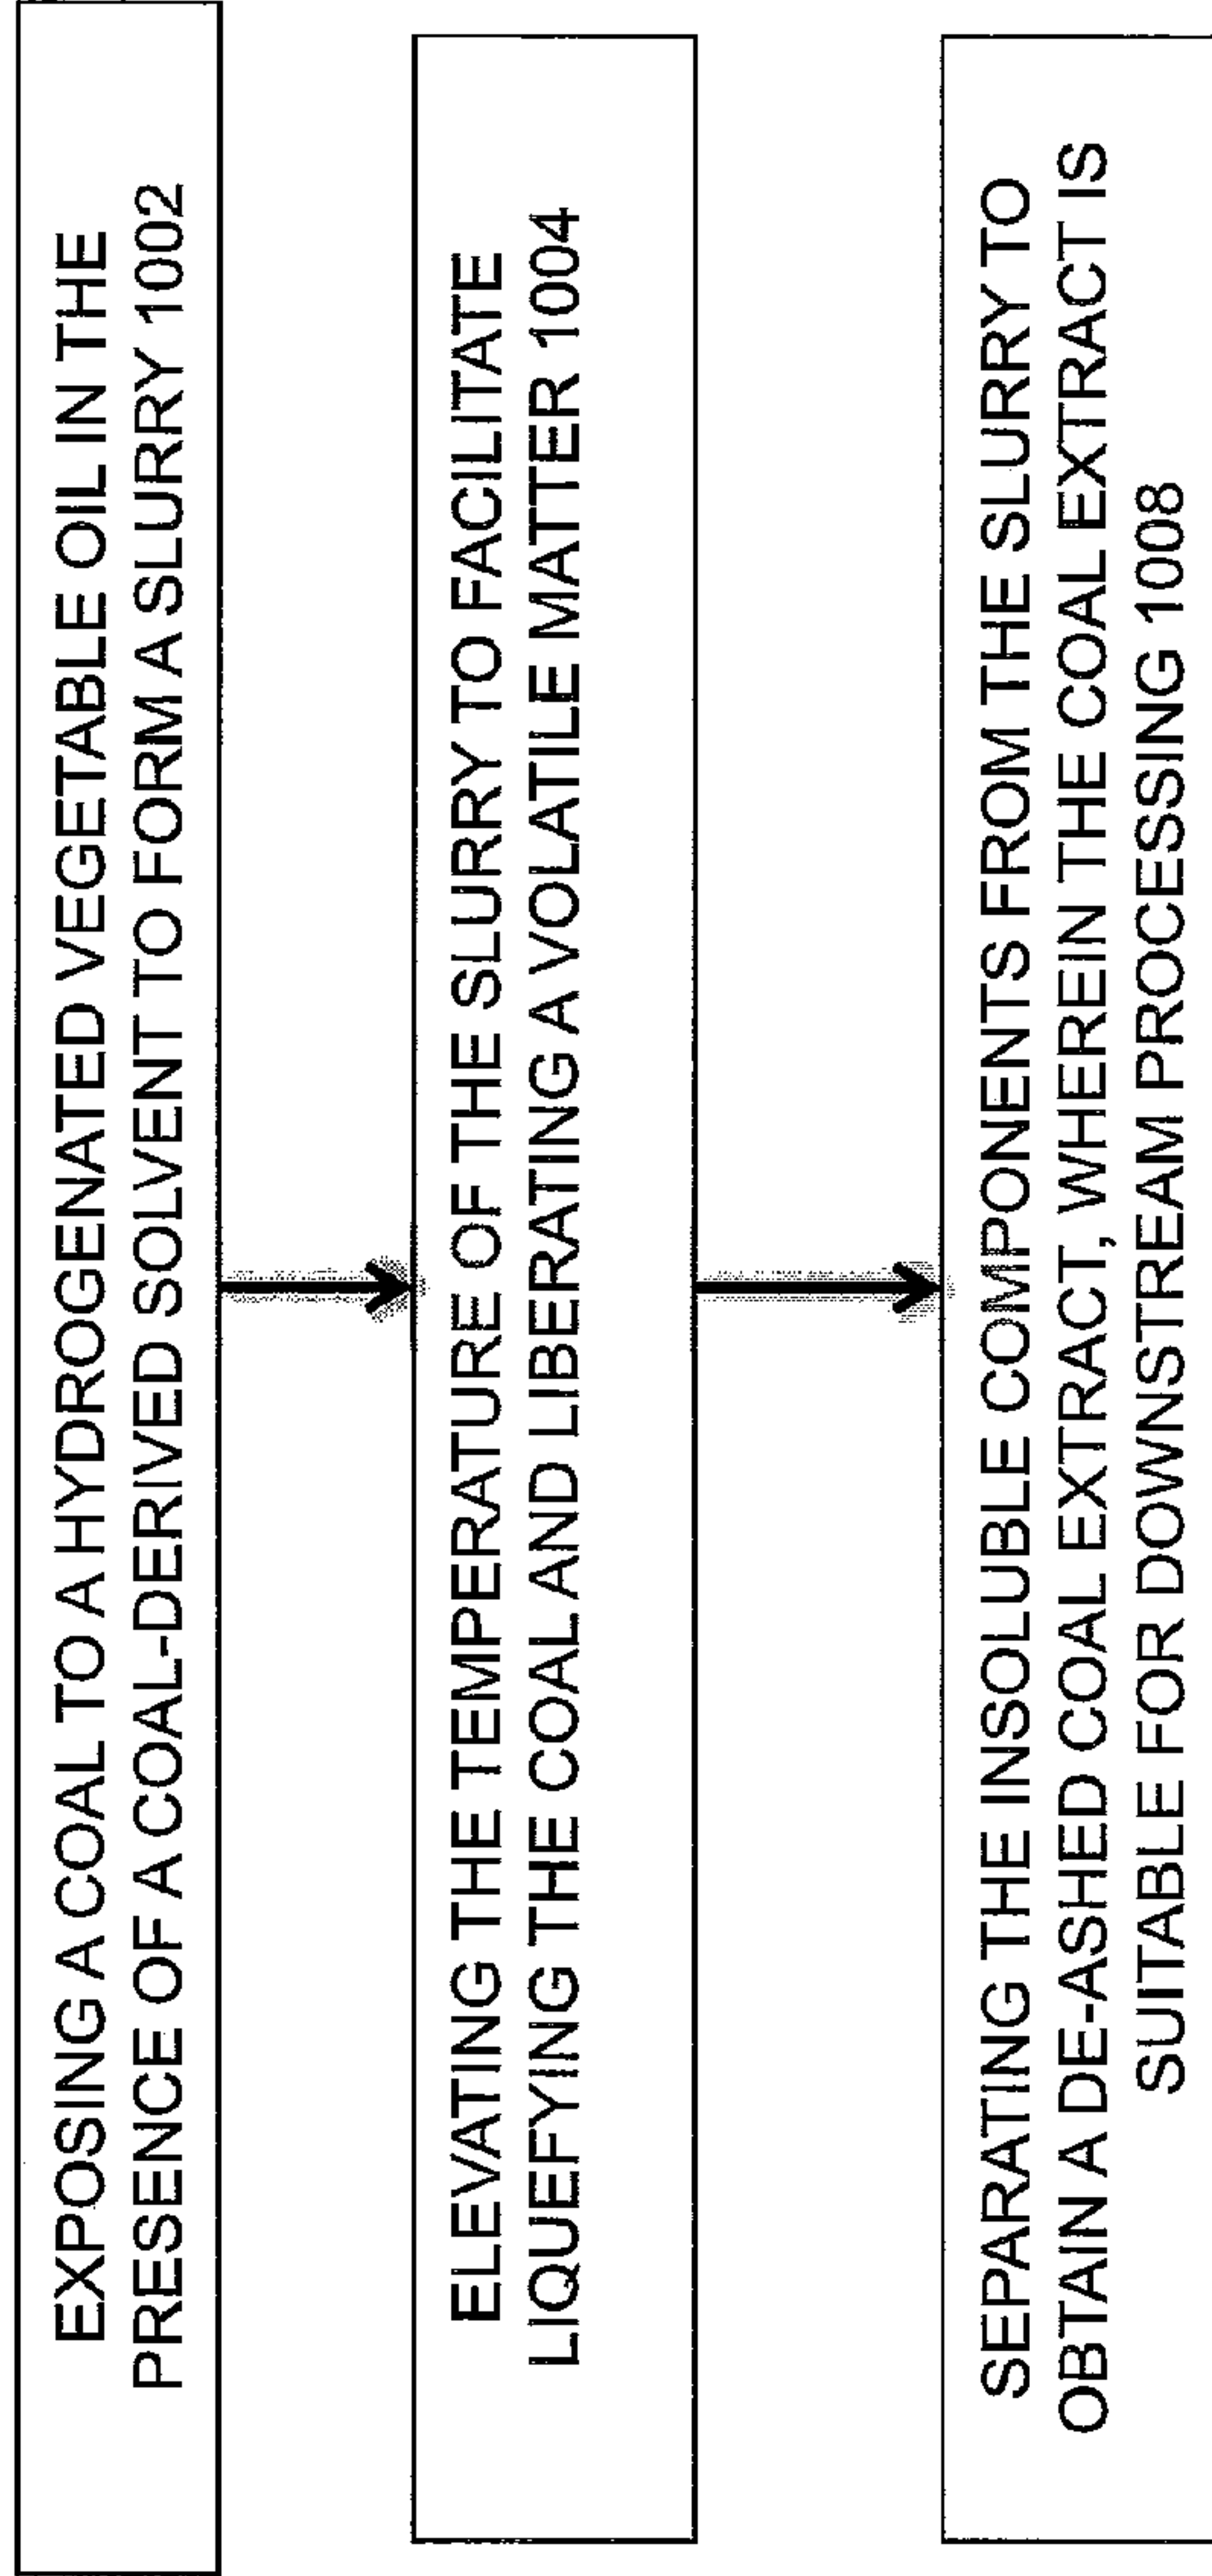 EXPOSING A COAL TO A HYDROGENATED VEGETABLE OIL IN THE
PRESENCE OF A COAL-DERIVED SOLVENT TO FORM A SLURRY 1002
ELEVATING THE TEMPERATURE OF THE SLURRY TO FACILITATE
LIQUEFYING THE COAL AND LIBERATING A VOLATILE MATTER 1004
SEPARATING THE INSOLUBLE COMPONENTS FROM THE SLURRY TO
OBTAIN A DE-ASHED COAL EXTRACT, WHEREIN THE COAL EXTRACT IS
SUITABLE FOR DOWNSTREAM PROCESSING 1008